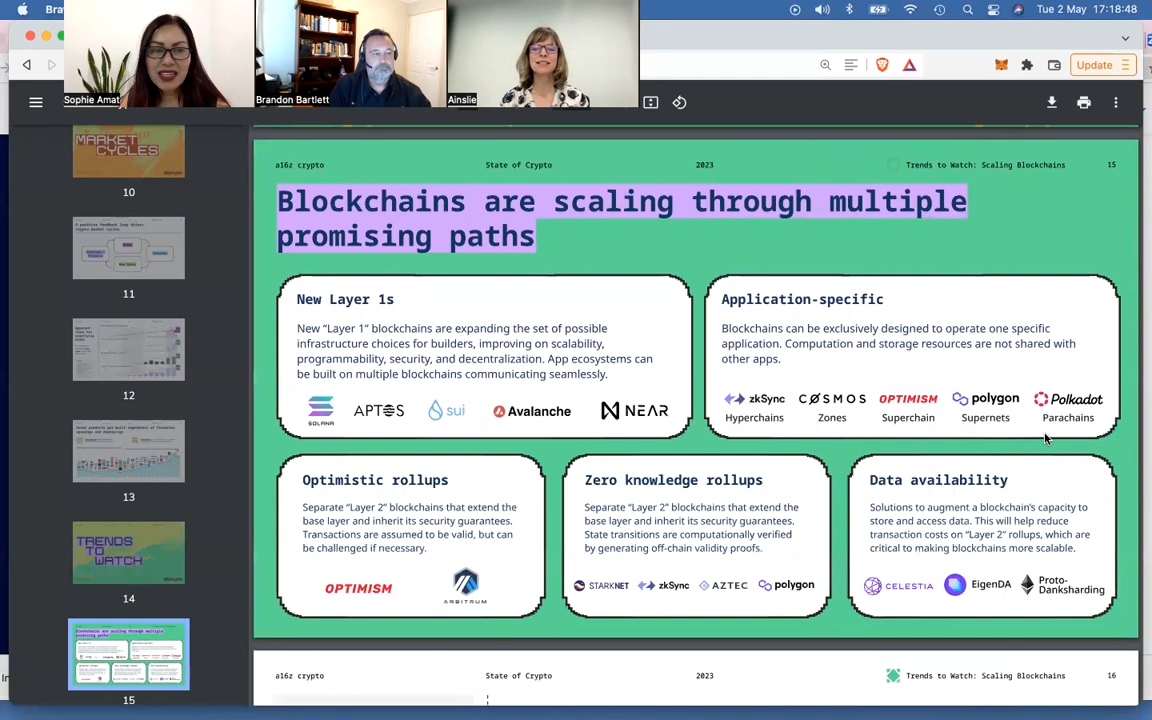 Bra
Tue 2 May 17:18:48
Update
Sophie Amat
Brandon Bartlett
Ainslie
MARKET
CYCLES
10
11
12
13
TRENDS
TO
WATCH
14
Blockchains are scaling through multiple
promising paths
15
a16z crypto State of Crypto 2023 Trends to Watch: Scaling Blockchains 15
Blockchains are scaling through multiple
promising paths
New Layer 1s
New “Layer 1” blockchains are expanding the set of possible
infrastructure choices for builders, improving on scalability,
programmability, security, and decentralization. App ecosystems can
be built on multiple blockchains communicating seamlessly.
SOLANA APTOS sui Avalanche NEAR
Application-specific
Blockchains can be exclusively designed to operate one specific
application. Computation and storage resources are not shared with
other apps.
zkSync COSMOS OPTIMISM polygon Polkadot
Hyperchains Zones Superchain Supernets Parachains
Optimistic rollups
Separate “Layer 2” blockchains that extend the
base layer and inherit its security guarantees.
Transactions are assumed to be valid, but can
be challenged if necessary.
OPTIMISM ARBITRUM
Zero knowledge rollups
Separate “Layer 2” blockchains that extend the
base layer and inherit its security guarantees.
State transitions are computationally verified
by generating off-chain validity proofs.
STARKNET zkSync AZTEC polygon
Data availability
Solutions to augment a blockchain’s capacity to
store and access data. This will help reduce
transaction costs on “Layer 2” rollups, which are
critical to making blockchains more scalable.
CELESTIA EigenDA Proto-
Danksharding
a16z crypto State of Crypto 2023 Trends to Watch: Scaling Blockchains 16